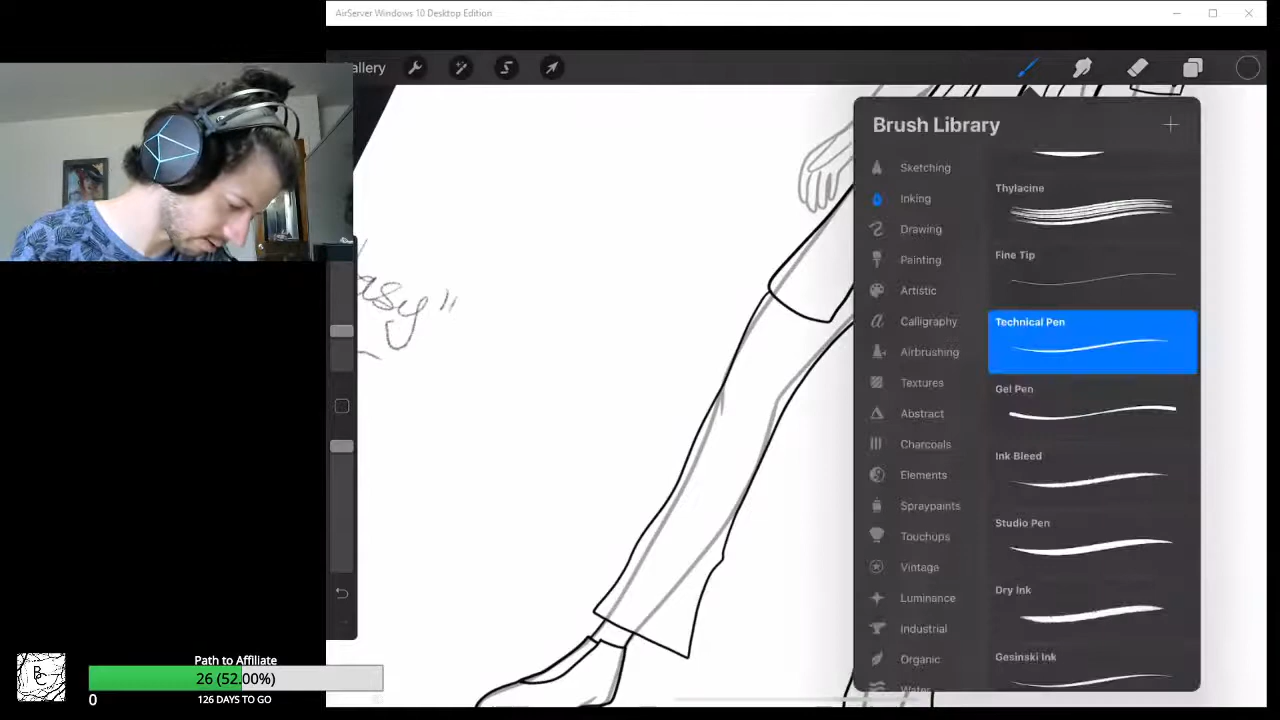 AirServer Windows 10 Desktop Edition
allery
Brush Library
Sketching
Inking
Drawing
Painting
Artistic
Calligraphy
Airbrushing
Textures
Abstract
Charcoals
Elements
Spraypaints
Touchups
Vintage
Luminance
Industrial
Organic
Water
Thylacine
Fine Tip
Technical Pen
Gel Pen
Ink Bleed
Studio Pen
Dry Ink
Gesinski Ink
asy"
Path to Affiliate
26 (52.00%)
0
126 DAYS TO GO